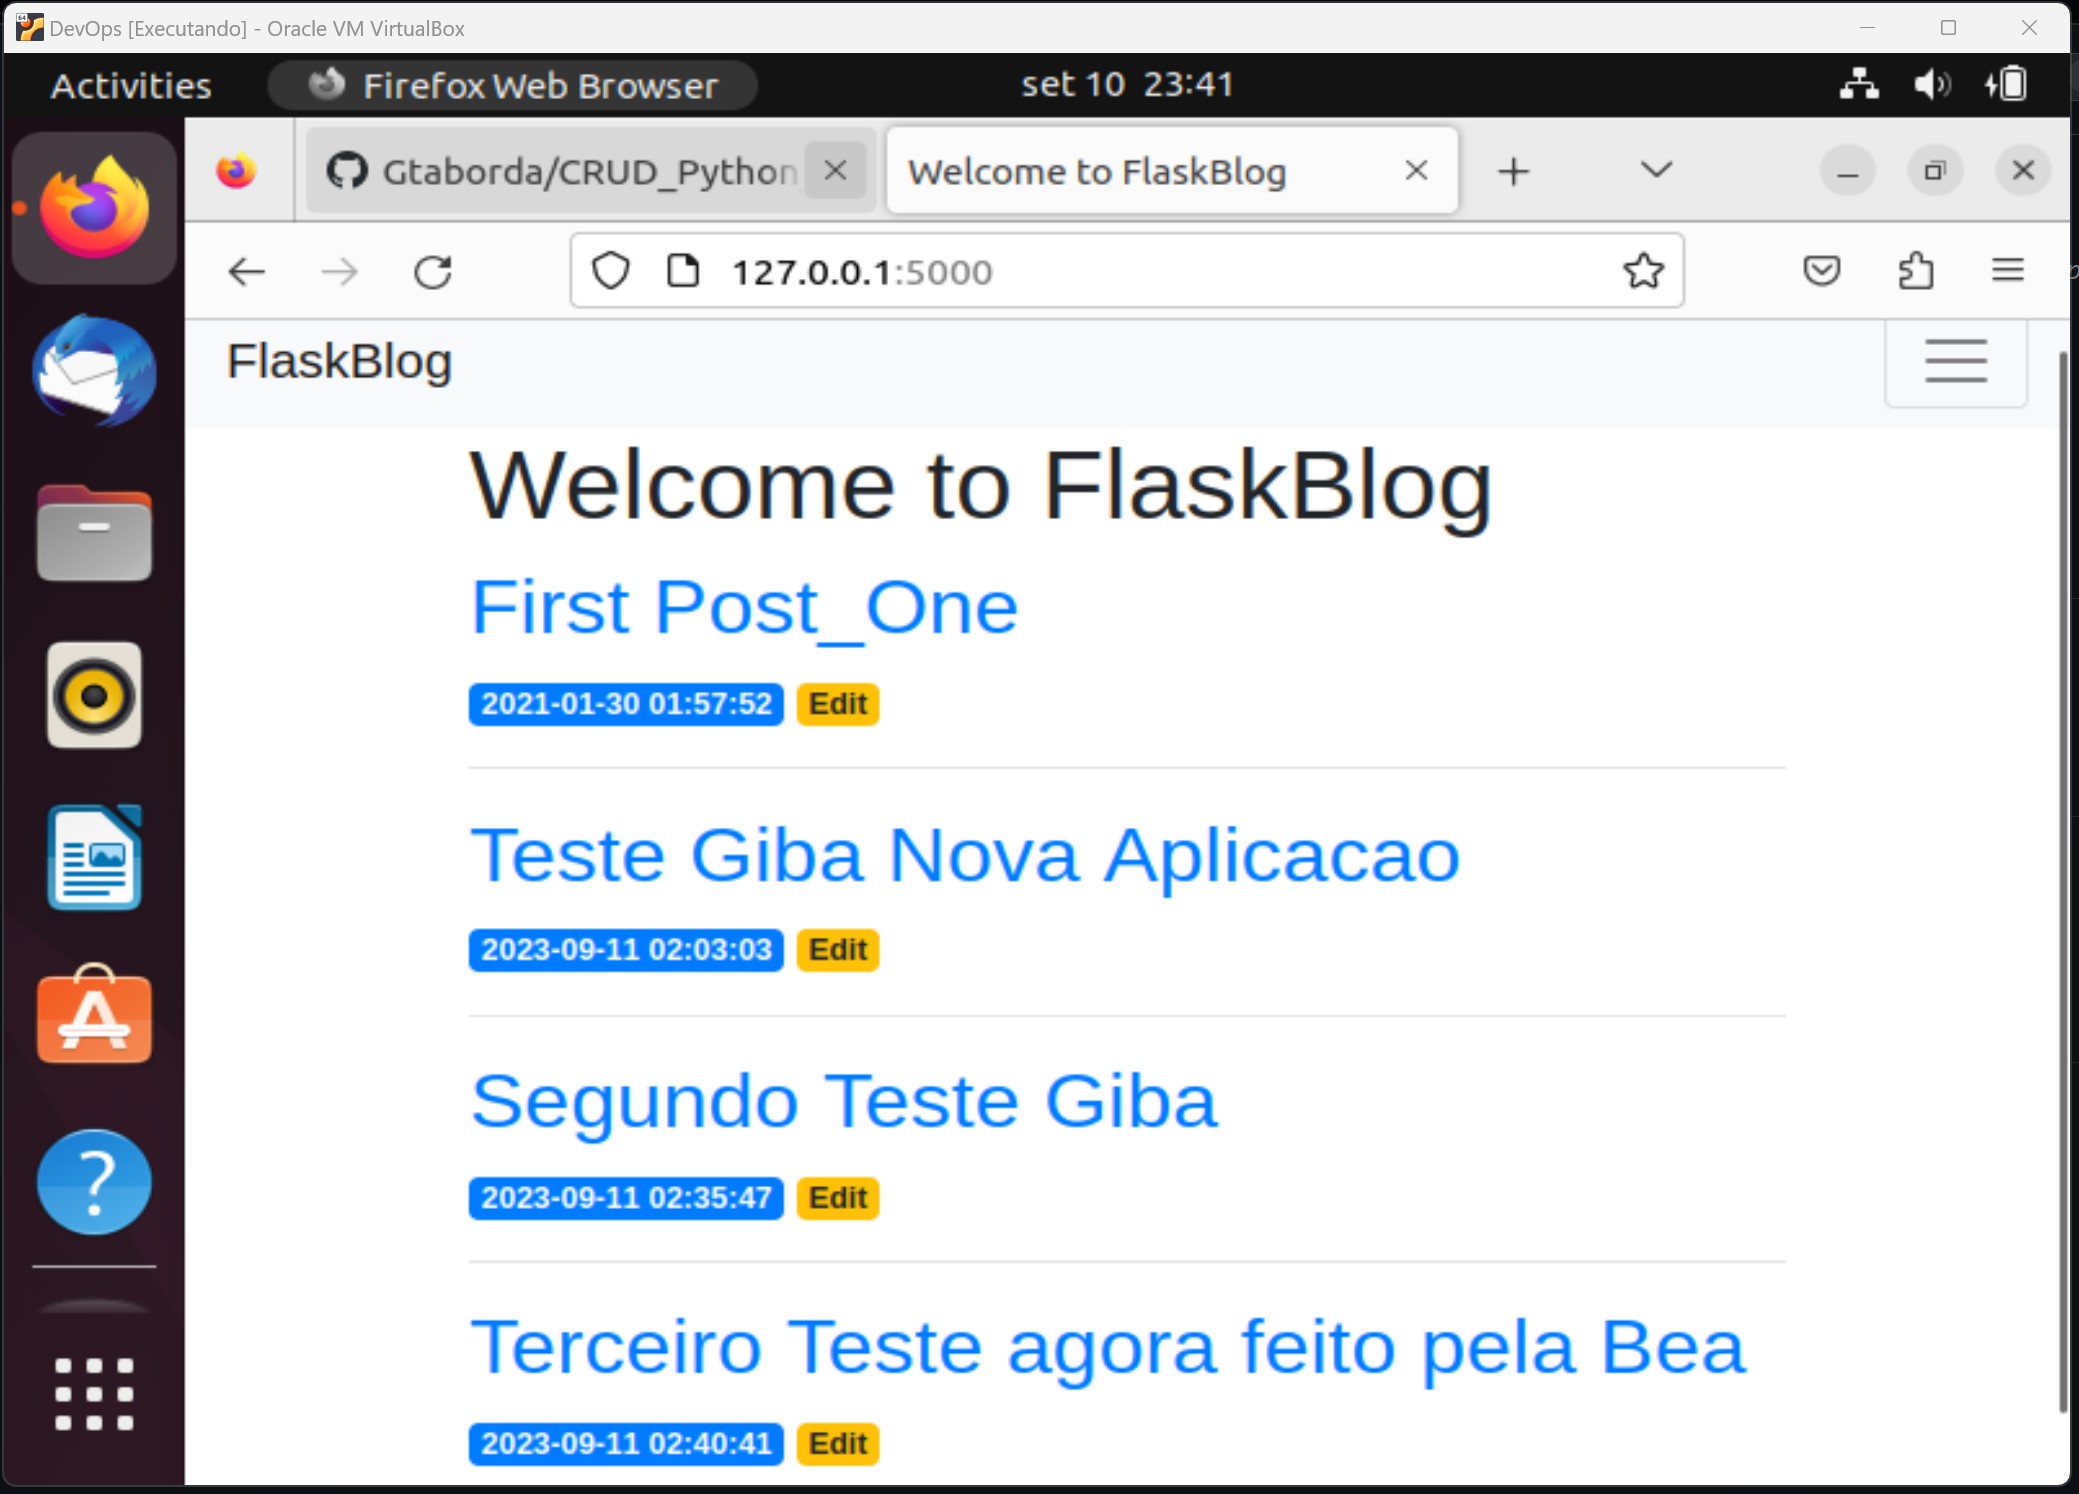 DevOps [Executando] - Oracle VM VirtualBox
Activities Firefox Web Browser set 10 23:41
Gtaborda/CRUD_Python Welcome to FlaskBlog
127.0.0.1:5000
FlaskBlog
Welcome to FlaskBlog
First Post_One
2021-01-30 01:57:52 Edit
Teste Giba Nova Aplicacao
2023-09-11 02:03:03 Edit
Segundo Teste Giba
2023-09-11 02:35:47 Edit
Terceiro Teste agora feito pela Bea
2023-09-11 02:40:41 Edit